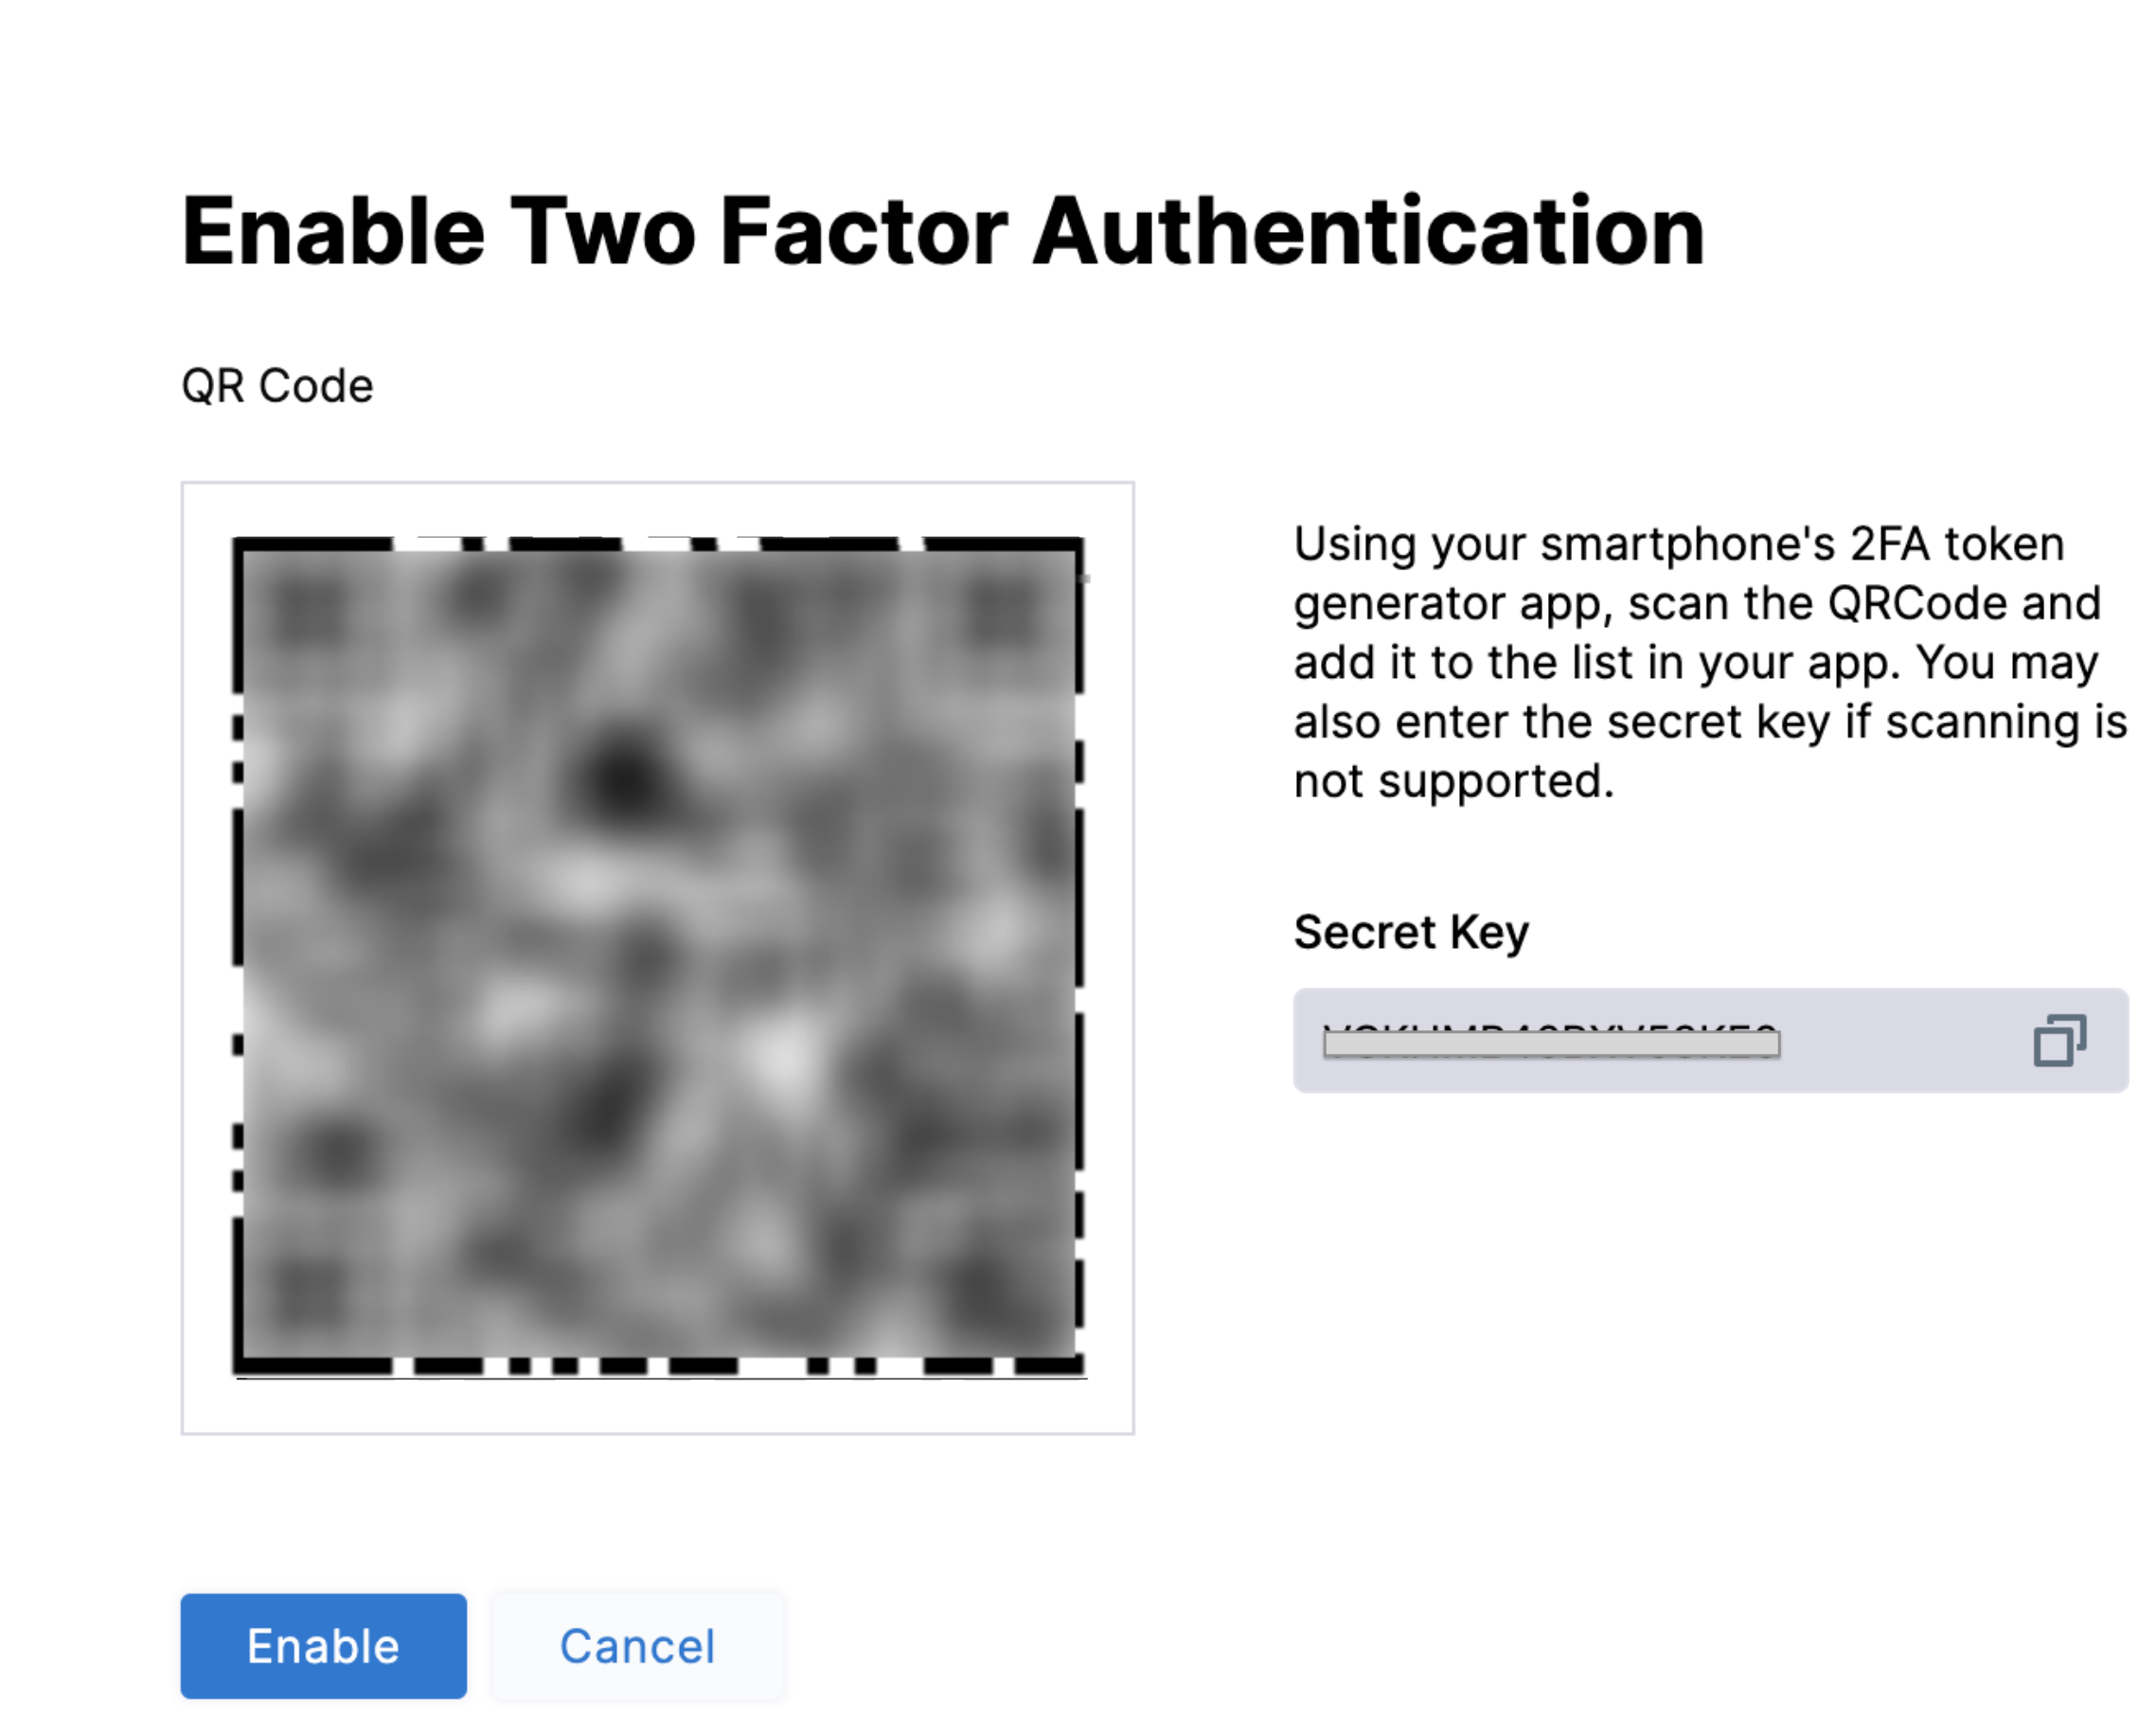 Enable Two Factor Authentication
QR Code
Using your smartphone's 2FA token
generator app, scan the QRCode and
add it to the list in your app. You may
also enter the secret key if scanning is
not supported.
Secret Key
Enable
Cancel